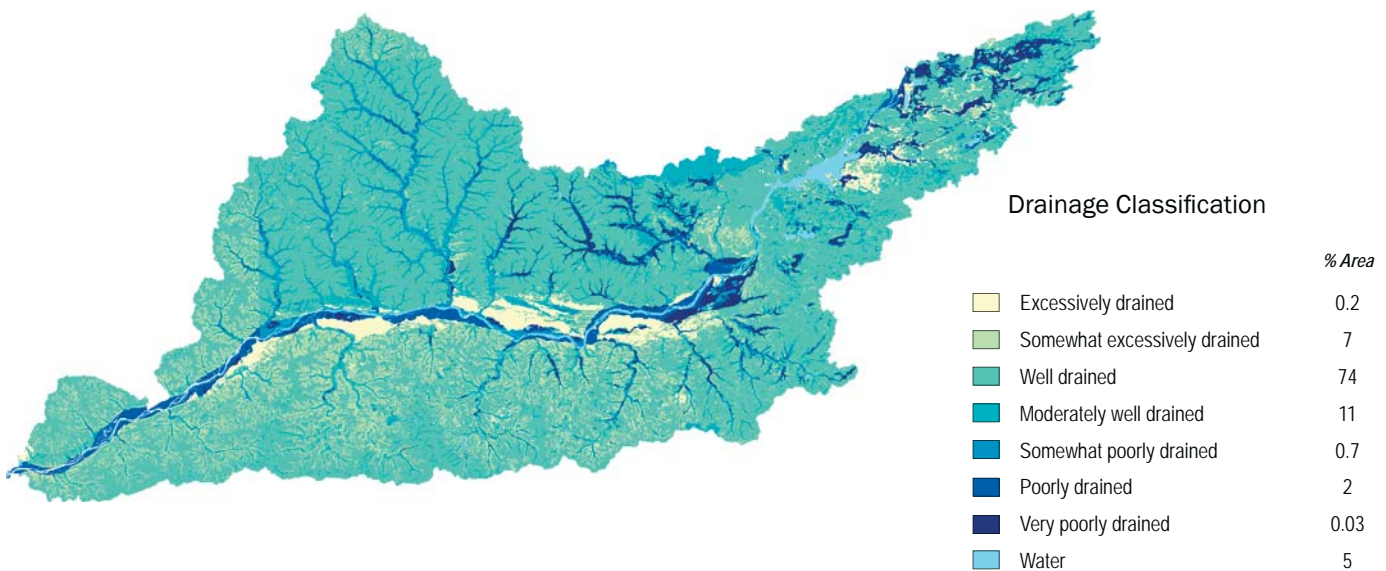 Drainage Classification
% Area
Excessively drained 0.2
Somewhat excessively drained 7
Well drained 74
Moderately well drained 11
Somewhat poorly drained 0.7
Poorly drained 2
Very poorly drained 0.03
Water 5